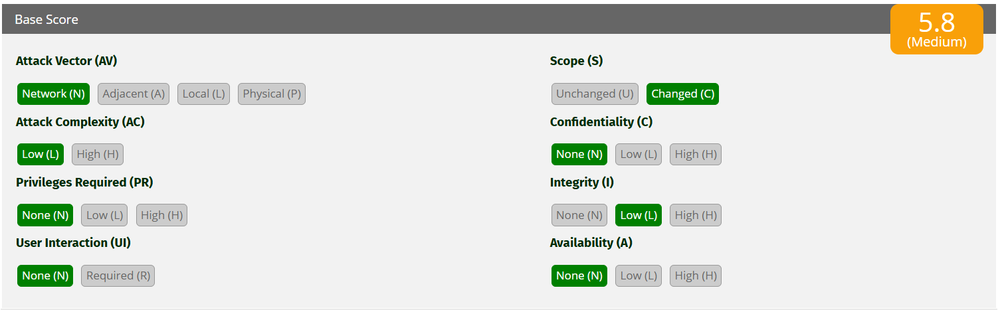 Base Score
5.8
(Medium)
Attack Vector (AV)
Network (N) Adjacent (A) Local (L) Physical (P)
Attack Complexity (AC)
Low (L) High (H)
Privileges Required (PR)
None (N) Low (L) High (H)
User Interaction (UI)
None (N) Required (R)
Scope (S)
Unchanged (U) Changed (C)
Confidentiality (C)
None (N) Low (L) High (H)
Integrity (I)
None (N) Low (L) High (H)
Availability (A)
None (N) Low (L) High (H)